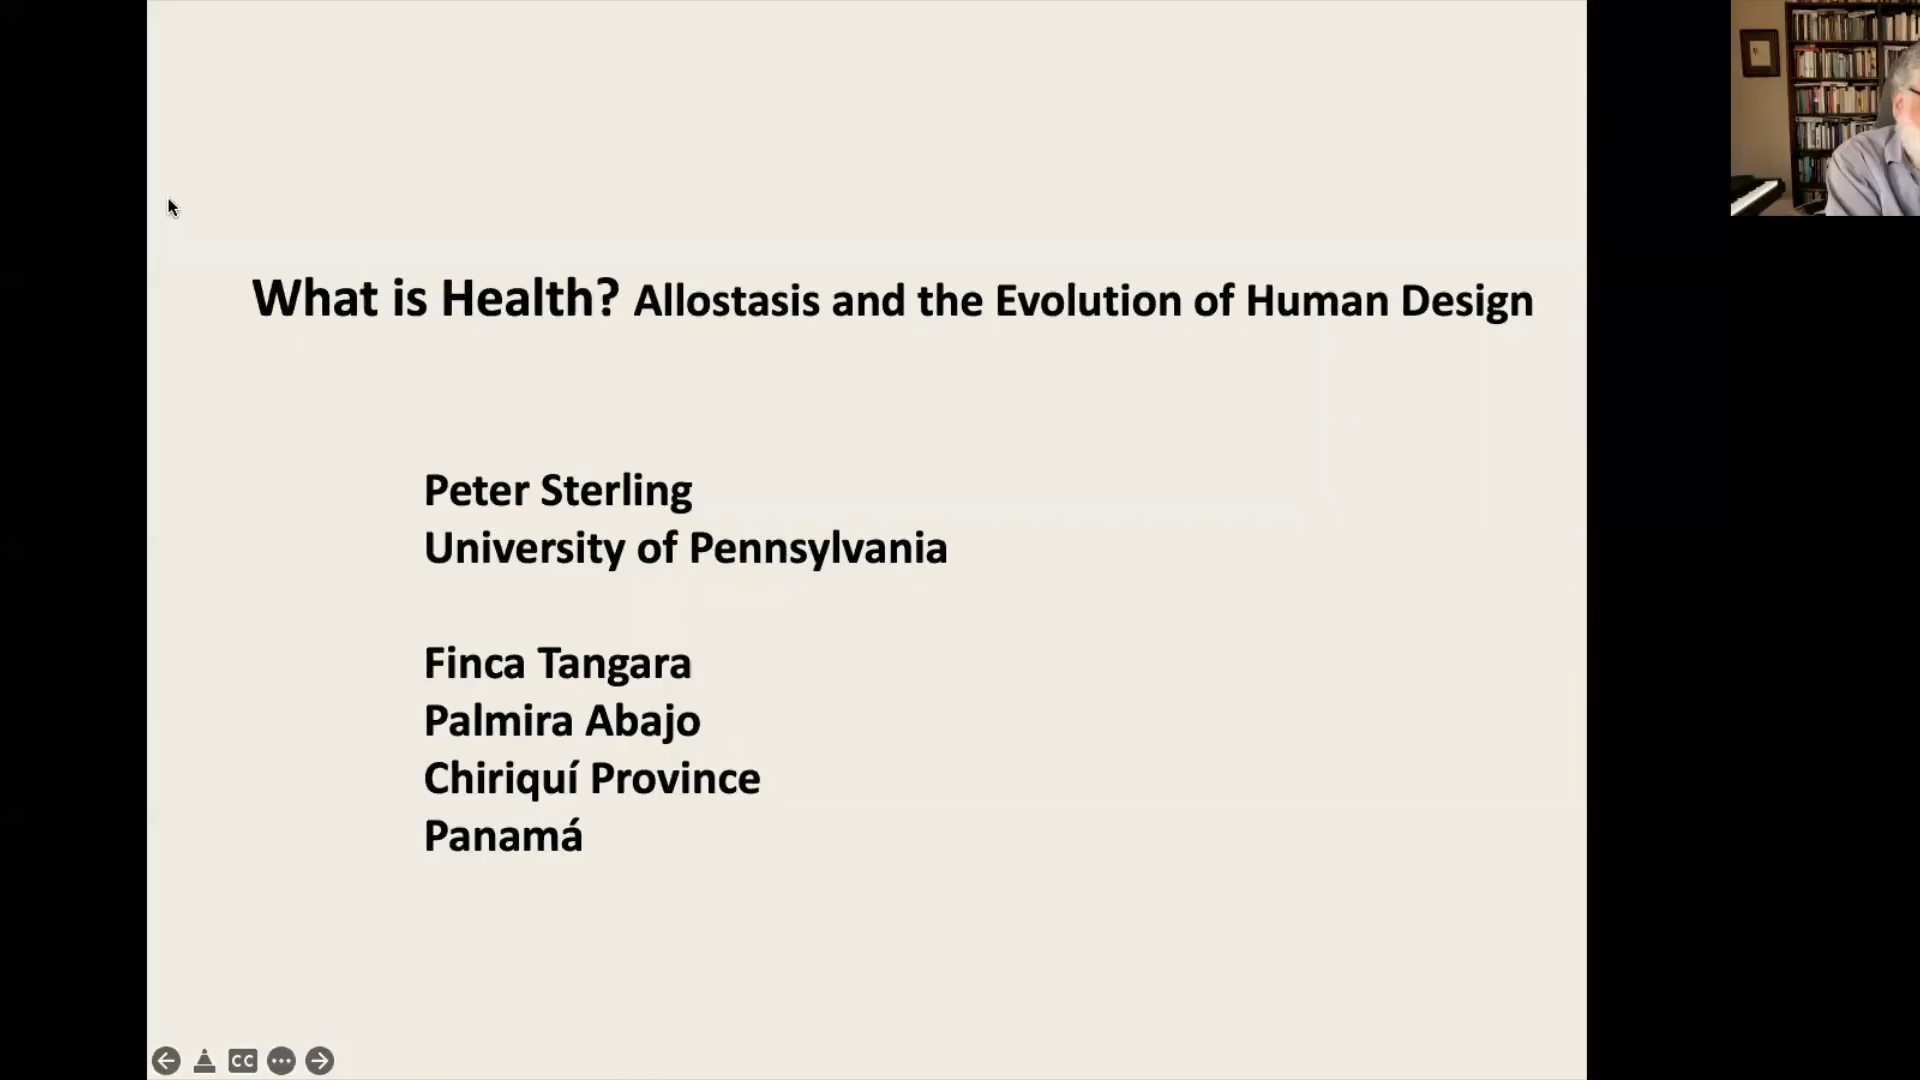 What is Health? Allostasis and the Evolution of Human Design
Peter Sterling
University of Pennsylvania
Finca Tangara
Palmira Abajo
Chiriquí Province
Panamá
CC